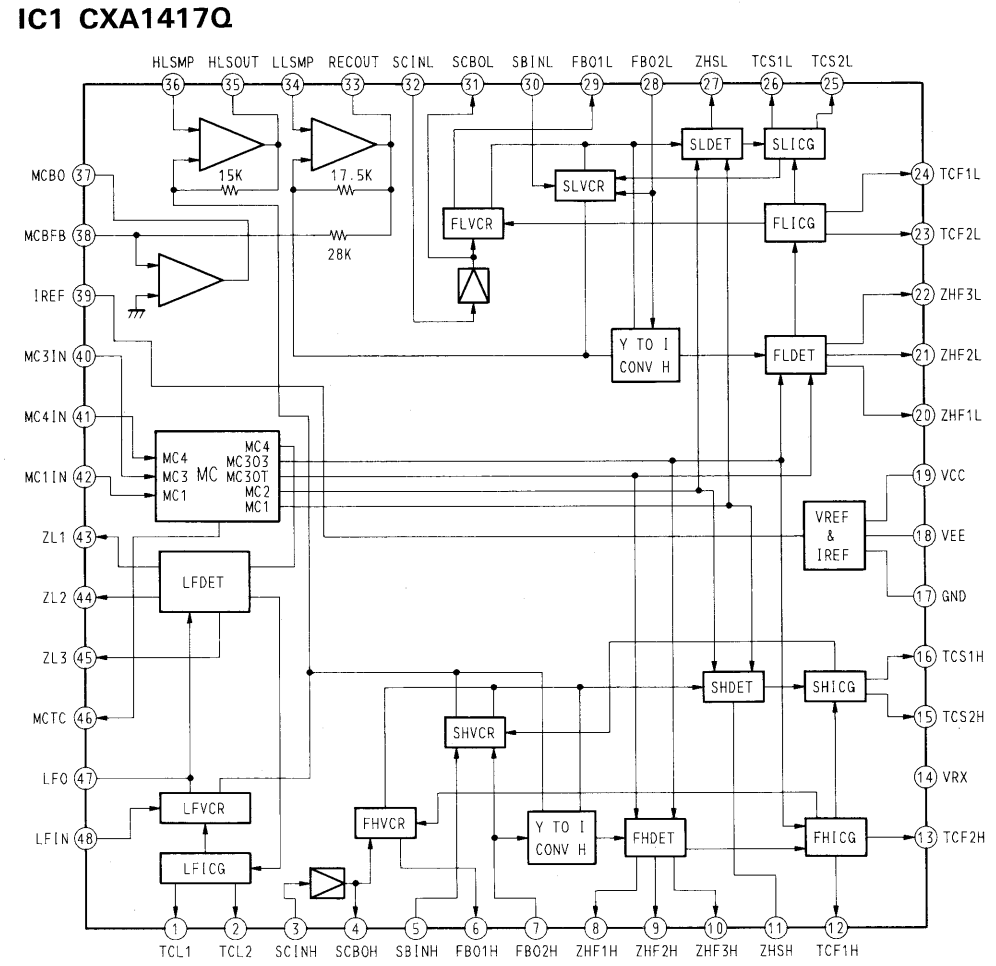 IC1 CXA1417Q
HLSMP HLSOUT LLSMP RECOUT SCINL SCBOL SBINL FBO1L FBO2L ZHSL TCS1L TCS2L
36 35 34 33 32 31 30 29 28 27 26 25
15K 17.5K
SLDET SLICG
MCBO 37
SLVCR
24 TCF1L
FLVCR FLICG
MCBFB 38
28K
23 TCF2L
IREF 39
22 ZHF3L
MC3IN 40
Y TO I
CONV H
FLDET
21 ZHF2L
MC4IN 41
20 ZHF1L
MC4
MC3
MC1
MC
MC4
MC3O3
MC3OT
MC2
MC1
MC1IN 42
19 VCC
VREF
&
IREF
ZL1 43
18 VEE
LFDET
ZL2 44
17 GND
ZL3 45
16 TCS1H
SHDET SHICG
MCTC 46
15 TCS2H
SHVCR
LFO 47
14 VRX
LFVCR
FHVCR
Y TO I
CONV H
FHDET FHICG
LFIN 48
13 TCF2H
LFICG
1 2 3 4 5 6 7 8 9 10 11 12
TCL1 TCL2 SCINH SCBOH SBINH FBO1H FBO2H ZHF1H ZHF2H ZHF3H ZHSH TCF1H